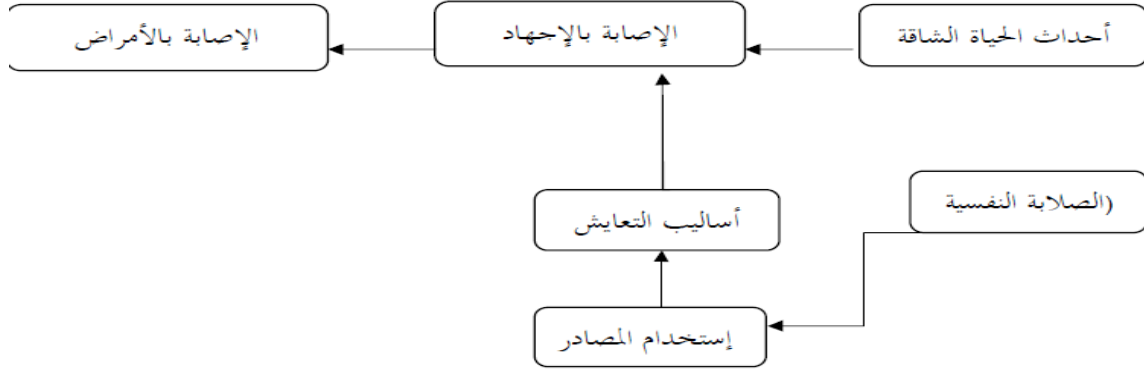 أحداث الحياة الشاقة
الإصابة بالإجهاد
الإصابة بالأمراض
(الصلابة النفسية
أساليب التعايش
إستخدام المصادر